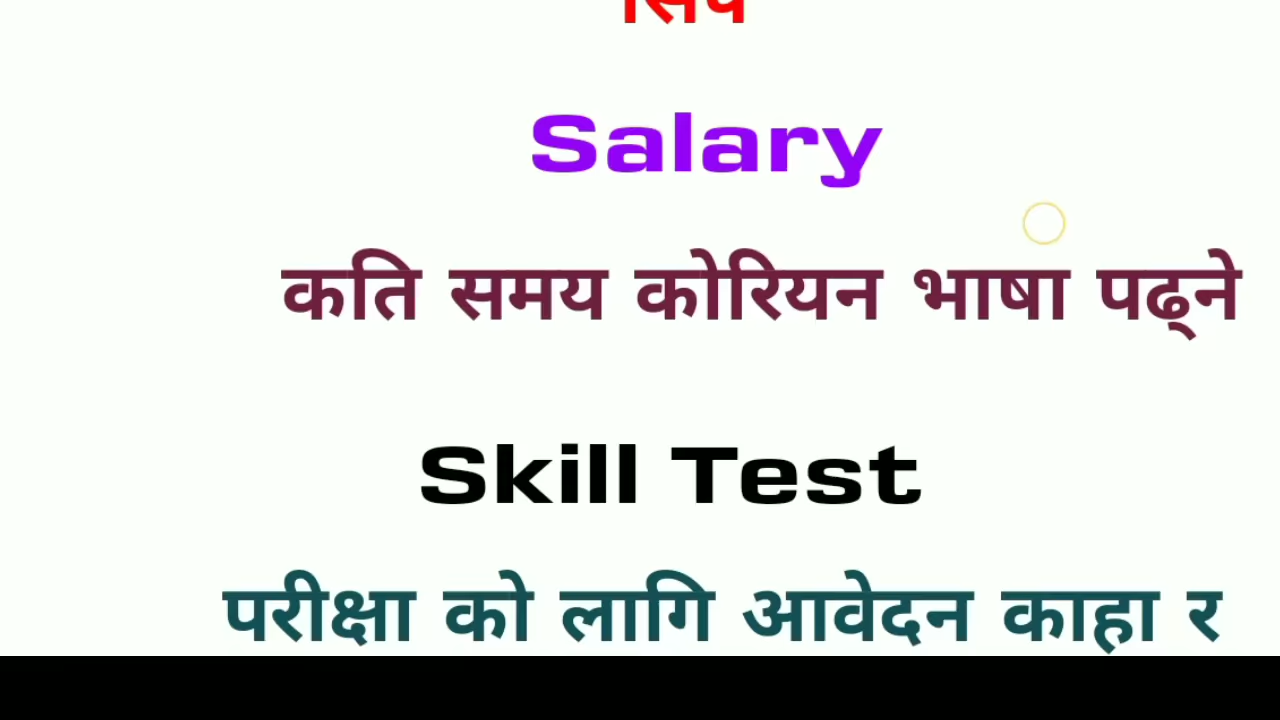 Salary
कति समय कोरियन भाषा पढ्ने
Skill Test
परीक्षा को लागि आवेदन काहा र